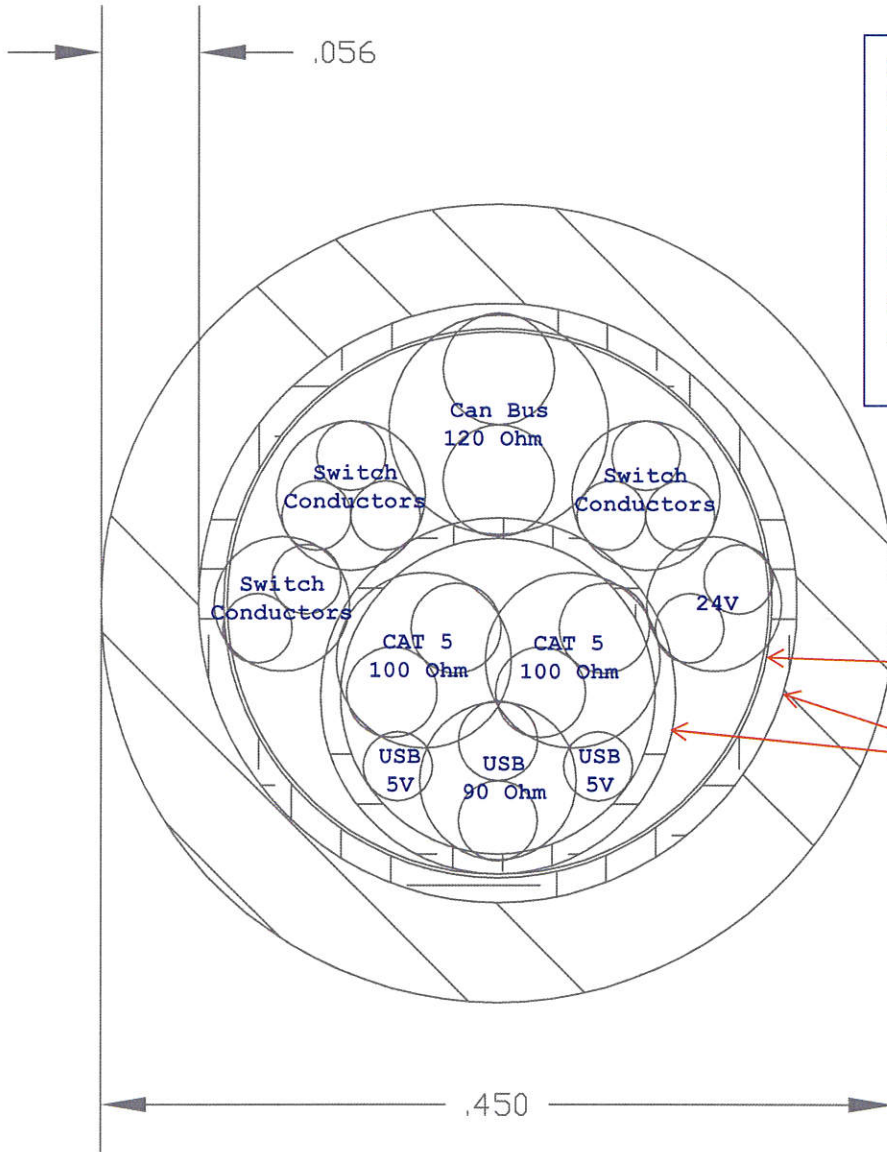 .056
Can Bus
120 Ohm
Switch
Conductors
Switch
Conductors
Switch
Conductors
24V
CAT 5
100 Ohm
CAT 5
100 Ohm
USB
5V
USB
90 Ohm
USB
5V
.450